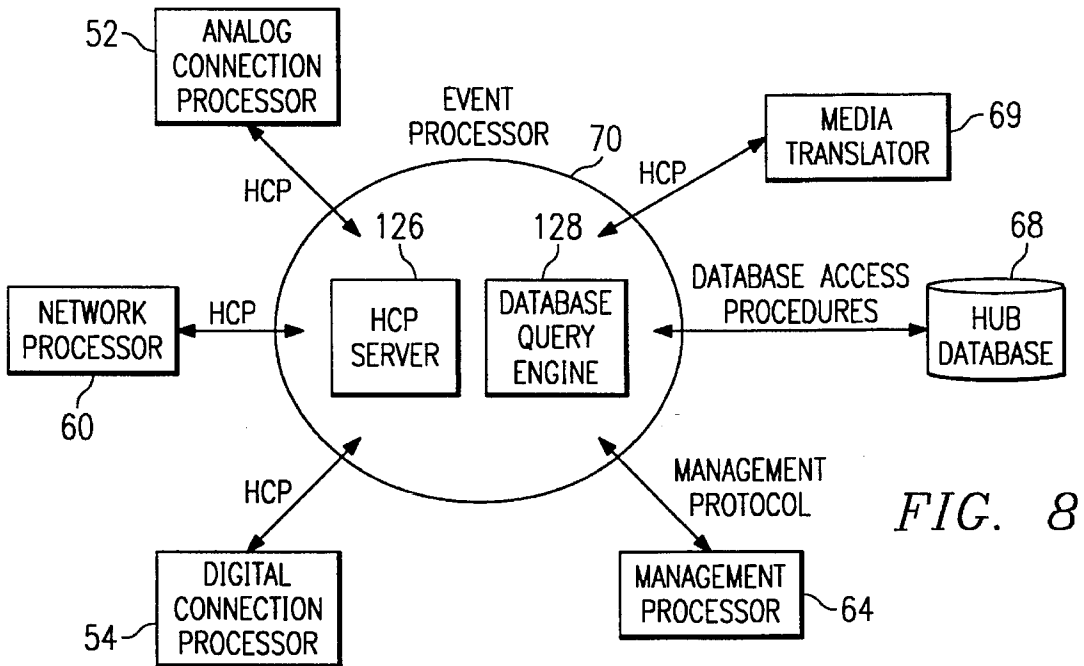 52
ANALOG
CONNECTION
PROCESSOR
EVENT
PROCESSOR
70
MEDIA
TRANSLATOR
69
HCP
HCP
126
128
DATABASE ACCESS
PROCEDURES
68
NETWORK
PROCESSOR
60
HCP
HCP
SERVER
DATABASE
QUERY
ENGINE
HUB
DATABASE
HCP
MANAGEMENT
PROTOCOL
FIG. 8
54
DIGITAL
CONNECTION
PROCESSOR
MANAGEMENT
PROCESSOR
64